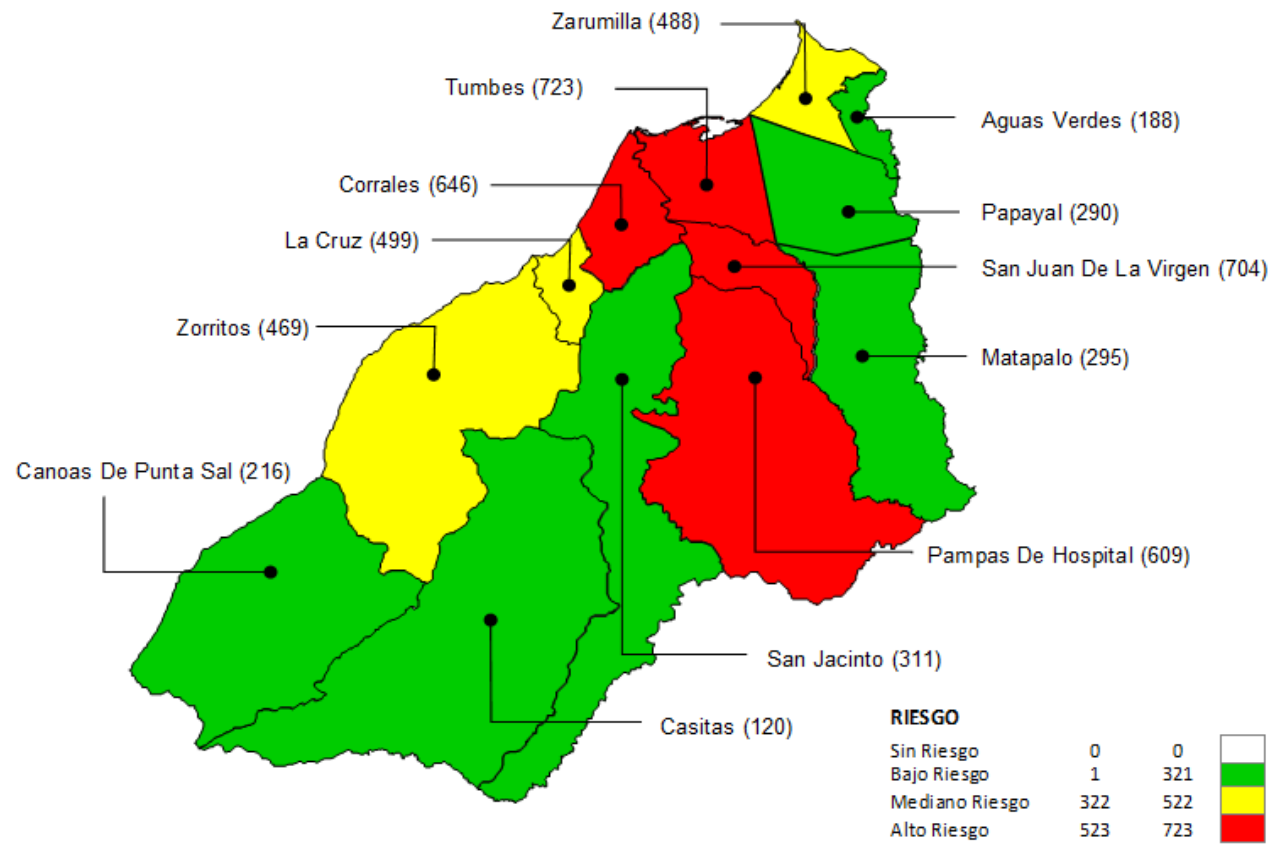 Zarumilla (488)
Tumbes (723)
Aguas Verdes (188)
Corrales (646)
Papayal (290)
La Cruz (499)
San Juan De La Virgen (704)
Zorritos (469)
Matapalo (295)
Canoas De Punta Sal (216)
Pampas De Hospital (609)
San Jacinto (311)
Casitas (120)
RIESGO
Sin Riesgo 0 0
Bajo Riesgo 1 321
Mediano Riesgo 322 522
Alto Riesgo 523 723